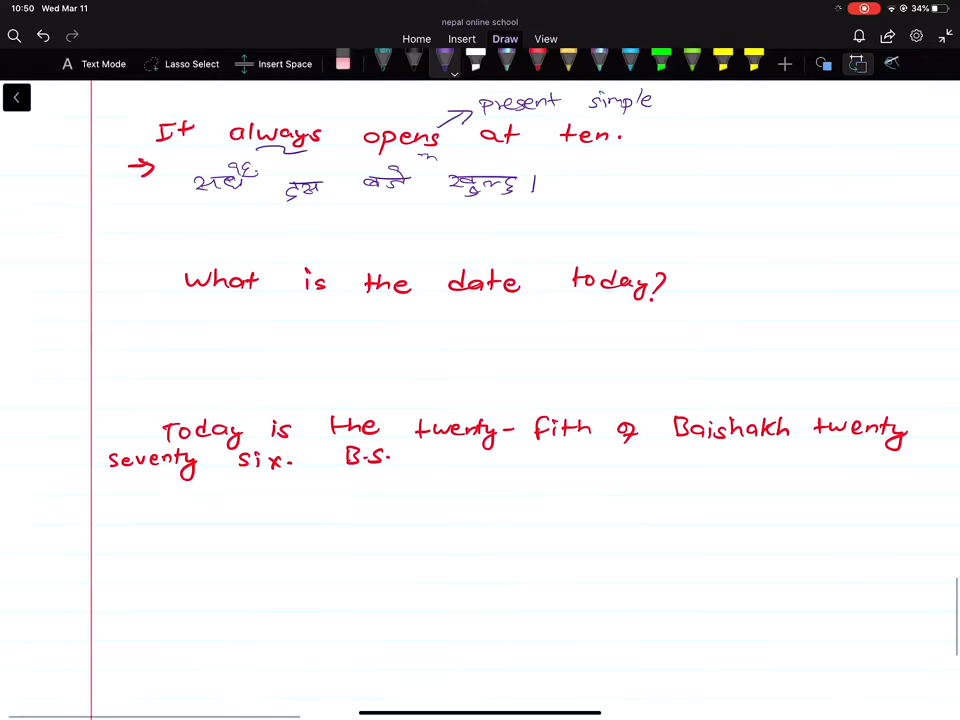 10:50 Wed Mar 11
34%
nepal online school
Home Insert Draw View
Text Mode Lasso Select Insert Space
present simple
It always opens at ten.
सधैं दस बजे खुल्छ ।
What is the date today?
Today is the twenty-fith of Baishakh twenty
seventy six. B.S.